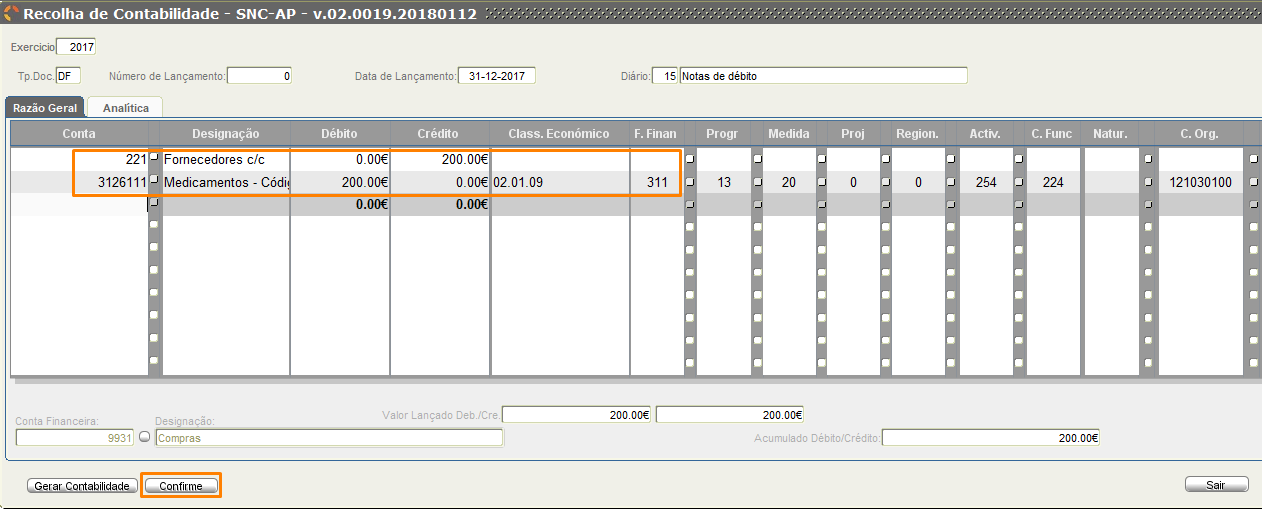 Recolha de Contabilidade - SNC-AP - v.02.0019.20180112
Exercicio 2017
Tp.Doc. DF Número de Lançamento: 0 Data de Lançamento: 31-12-2017 Diário: 15 Notas de débito
Razão Geral Analítica
Conta Designação Débito Crédito Class. Económico F. Finan Progr Medida Proj Region. Activ. C. Func Natur. C. Org.
221 Fornecedores c/c 0.00€ 200.00€
3126111 Medicamentos - Códig 200.00€ 0.00€ 02.01.09 311 13 20 0 0 254 224 121030100
0.00€ 0.00€
Conta Financeira: Designação: Valor Lançado Deb./Cre. 200.00€ 200.00€
9931 Compras Acumulado Débito/Crédito: 200.00€
Gerar Contabilidade Confirme Sair